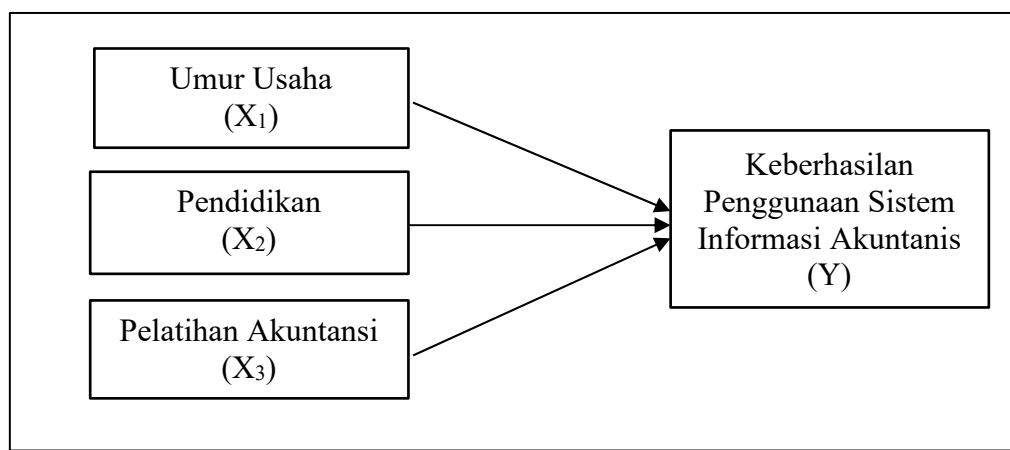 Umur Usaha
(X₁)
Pendidikan
(X₂)
Pelatihan Akuntansi
(X₃)
Keberhasilan
Penggunaan Sistem
Informasi Akuntanis
(Y)